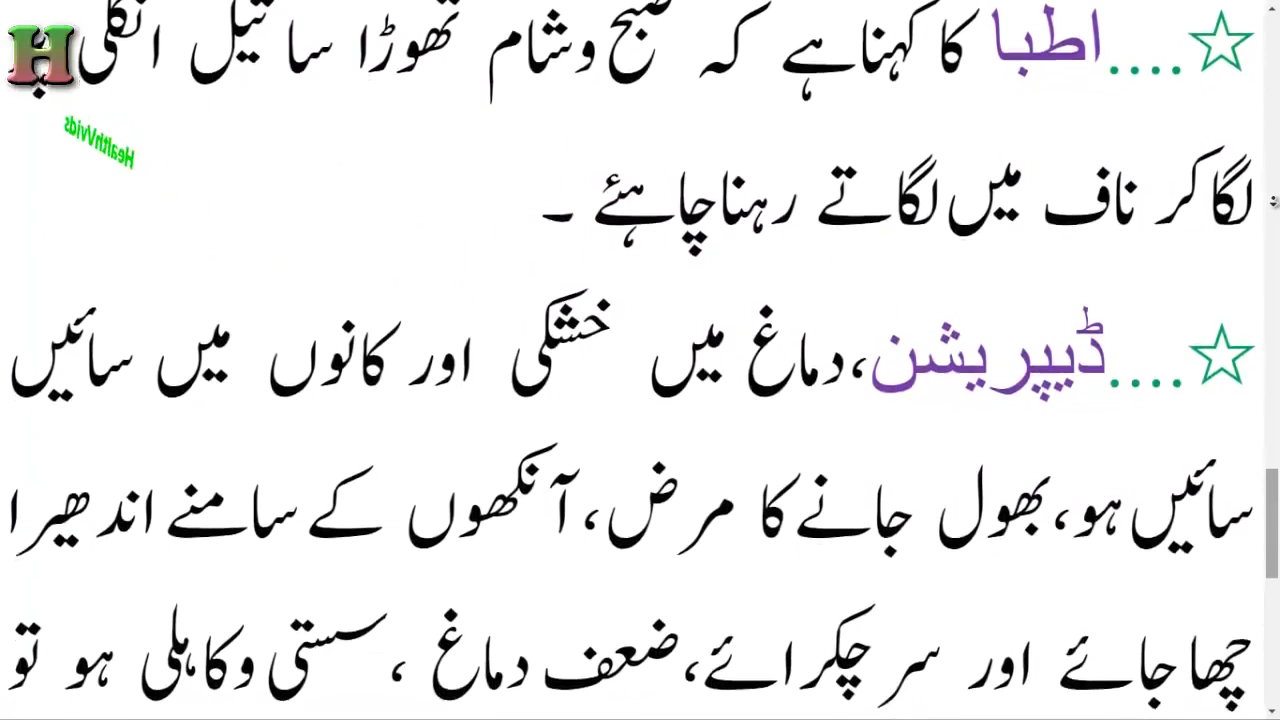 ☆....اطبا کا کہنا ہے کہ صبح وشام تھوڑا سا تیل انگلی پر
لگا کر ناف میں لگاتے رہنا چاہئے ۔
☆....ڈیپریشن،دماغ میں خشکی اور کانوں میں سائیں
سائیں ہو،بھول جانے کا مرض،آنکھوں کے سامنے اندھیرا
چھا جائے اور سر چکرائے،ضعف دماغ ،سستی وکاہلی ہو تو
H
HealthVvids